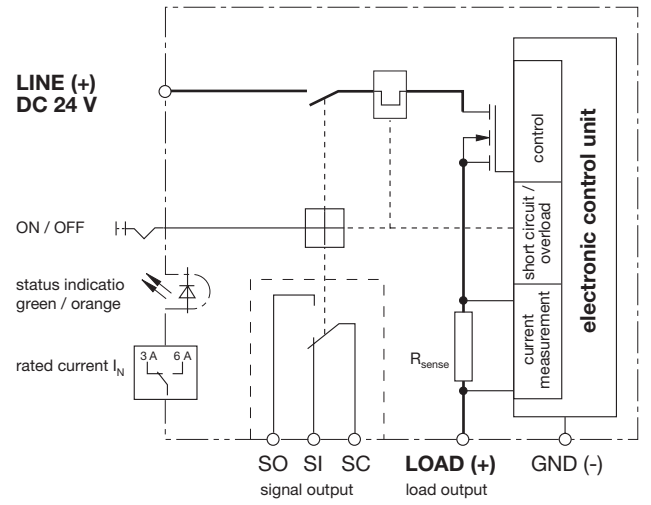 LINE (+)
DC 24 V
control
electronic control unit
short circuit /
overload
ON / OFF
status indicatio
green / orange
current
measurement
3 A 6 A
rated current IN
Rsense
SO SI SC LOAD (+) GND (-)
signal output load output